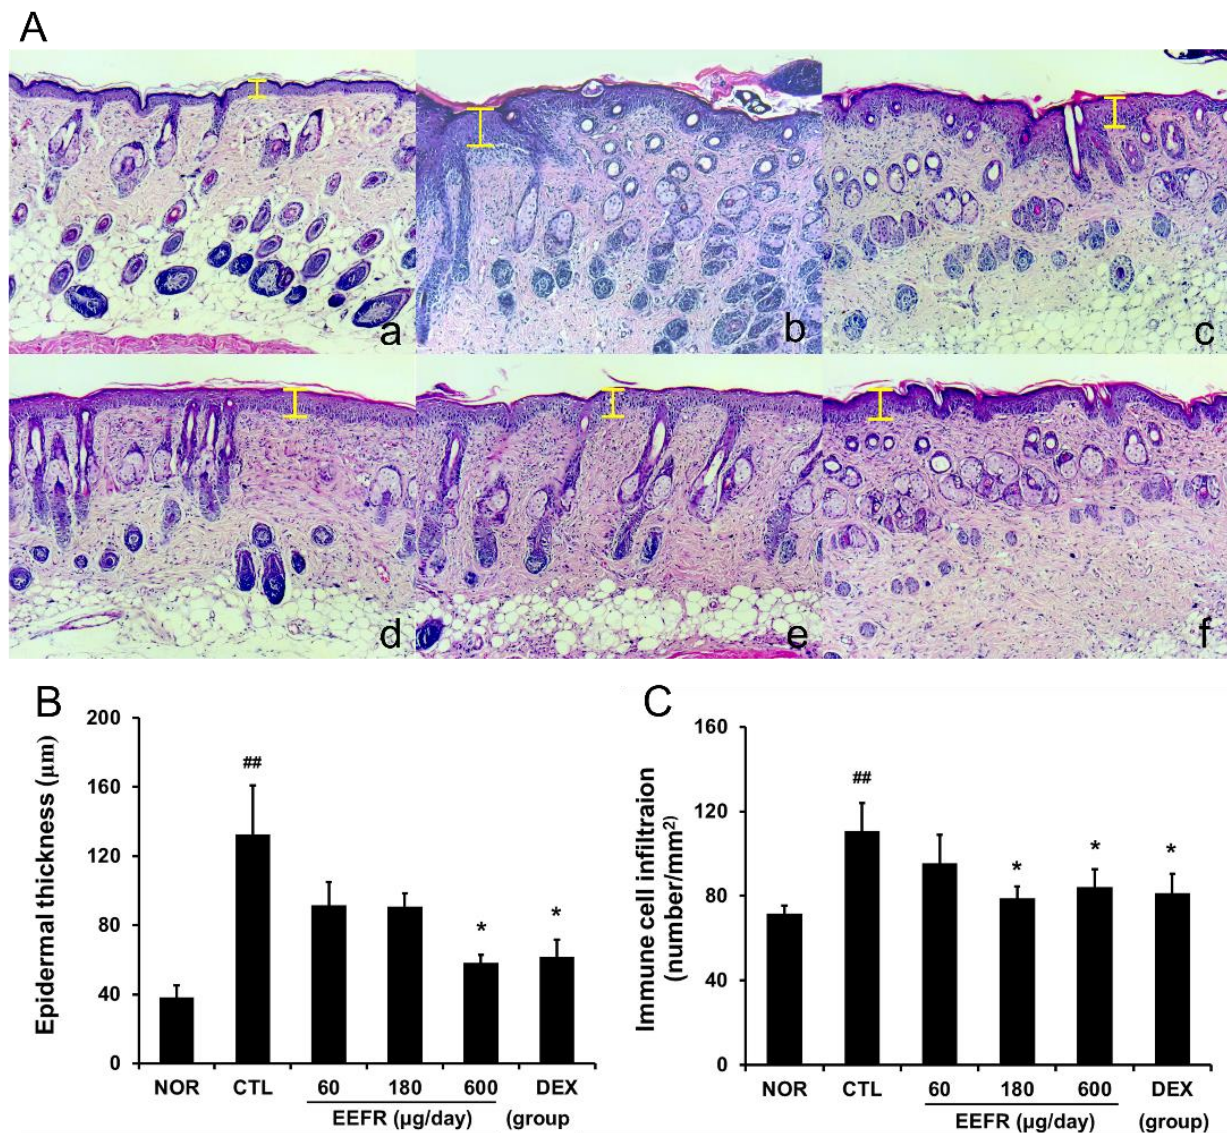 A
a
b
c
d
e
f
B
Epidermal thickness (μm)
200
160
120
80
40
0
##
*
*
NOR CTL 60 180 600 DEX
EEFR (μg/day) (group
C
Immune cell infiltraion
(number/mm²)
160
120
80
40
0
##
*
*
*
NOR CTL 60 180 600 DEX
EEFR (μg/day) (group)